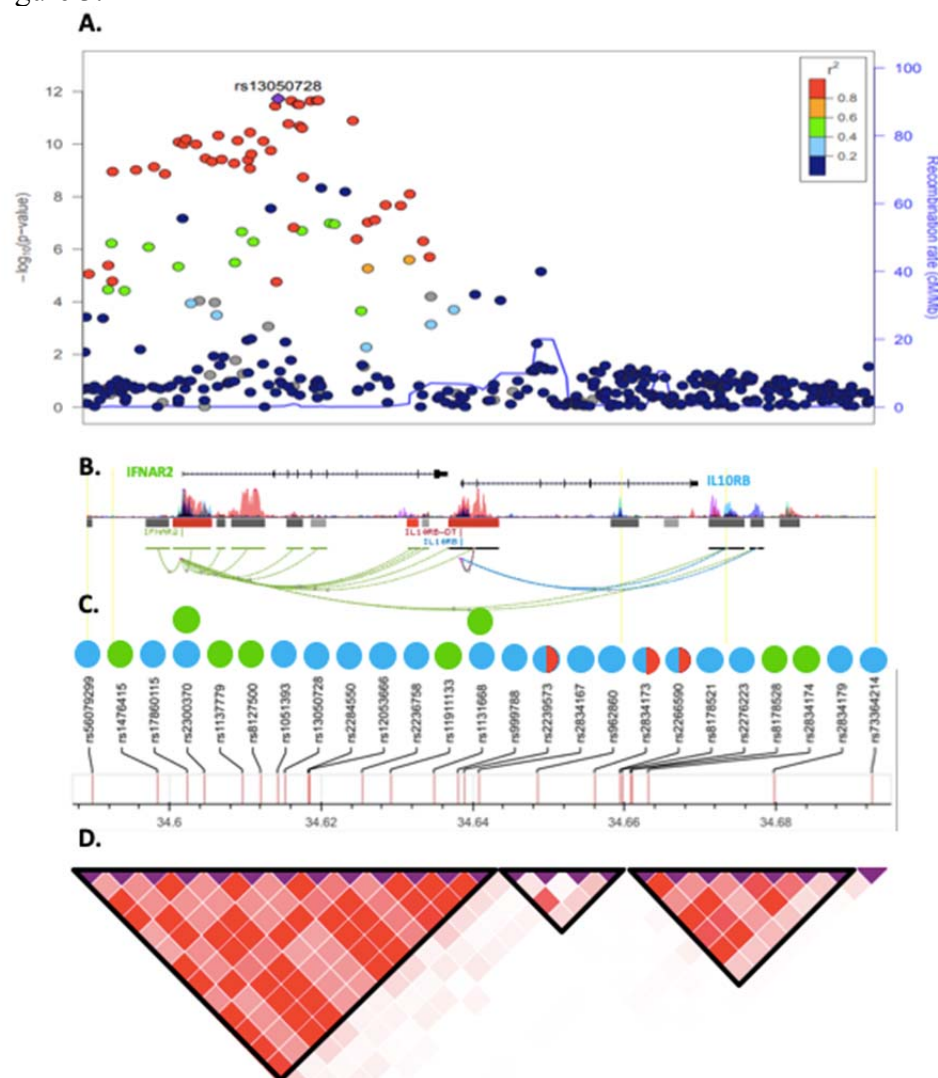 A.
rs13050728
r2
0.8
0.6
0.4
0.2
12
10
8
6
4
2
0
100
80
60
40
20
0
-log10(p-value)
Recombination rate (cM/Mb)
B.
IFNAR2
IL10RB
IFNAR2
IL10RB-DT
IL10RB
C.
rs56079299
rs1476415
rs17860115
rs2300370
rs1137779
rs8127500
rs1051393
rs13050728
rs2284550
rs12053666
rs2236758
rs11911133
rs1131668
rs999788
rs2239573
rs2834167
rs962860
rs2834173
rs2266590
rs8178521
rs2276223
rs8178528
rs2834174
rs2834179
rs73364214
34.6
34.62
34.64
34.66
34.68
D.